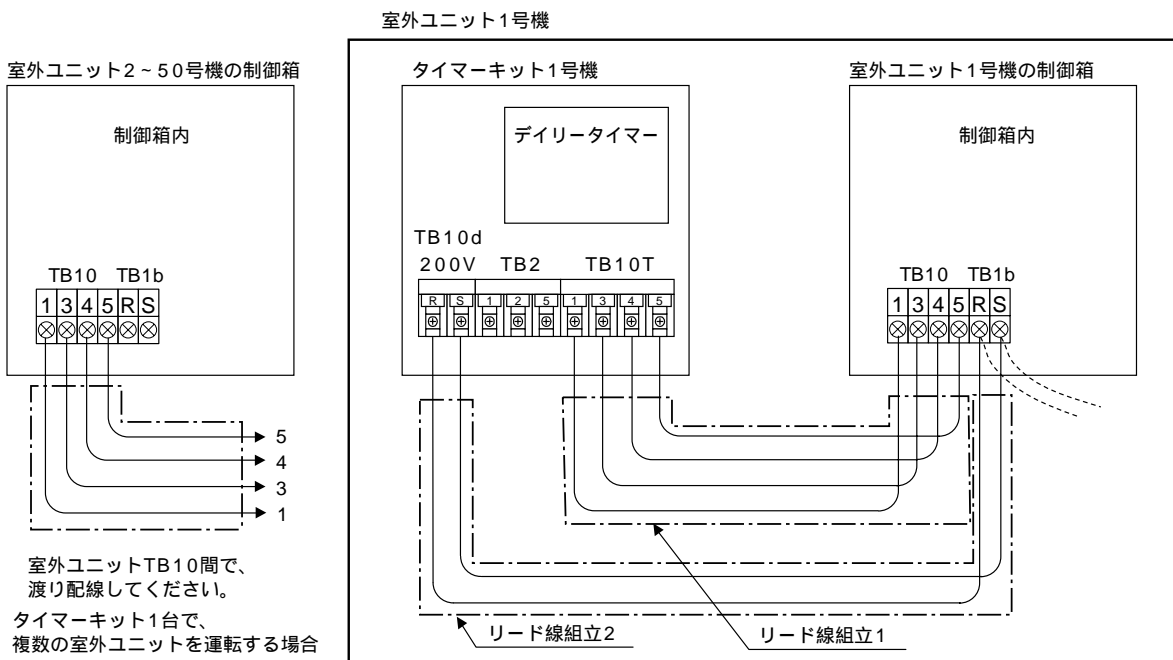 室外ユニット1号機
室外ユニット2~50号機の制御箱
制御箱内
TB10 TB1b
1 3 4 5 R S
5
4
3
1
室外ユニットTB10間で、
渡り配線してください。
タイマーキット1台で、
複数の室外ユニットを運転する場合
タイマーキット1号機
デイリータイマー
TB10d
200V TB2 TB10T
R S 1 2 5 1 3 4 5
室外ユニット1号機の制御箱
制御箱内
TB10 TB1b
1 3 4 5 R S
リード線組立2
リード線組立1